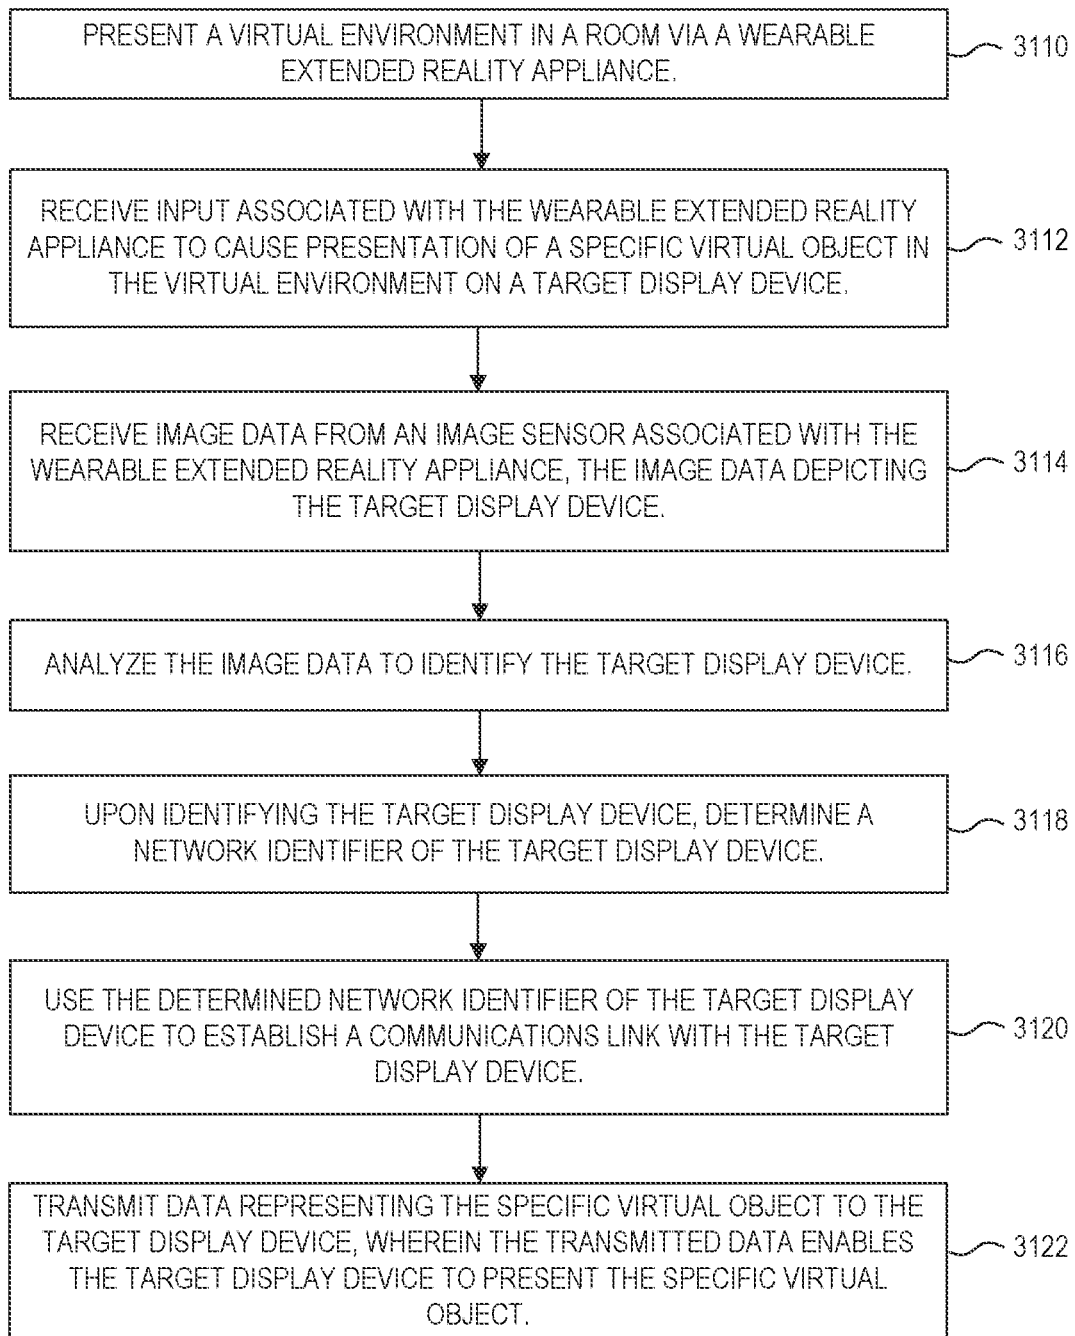 PRESENT A VIRTUAL ENVIRONMENT IN A ROOM VIA A WEARABLE
EXTENDED REALITY APPLIANCE.
3110
RECEIVE INPUT ASSOCIATED WITH THE WEARABLE EXTENDED REALITY
APPLIANCE TO CAUSE PRESENTATION OF A SPECIFIC VIRTUAL OBJECT IN
THE VIRTUAL ENVIRONMENT ON A TARGET DISPLAY DEVICE.
3112
RECEIVE IMAGE DATA FROM AN IMAGE SENSOR ASSOCIATED WITH THE
WEARABLE EXTENDED REALITY APPLIANCE, THE IMAGE DATA DEPICTING
THE TARGET DISPLAY DEVICE.
3114
ANALYZE THE IMAGE DATA TO IDENTIFY THE TARGET DISPLAY DEVICE.
3116
UPON IDENTIFYING THE TARGET DISPLAY DEVICE, DETERMINE A
NETWORK IDENTIFIER OF THE TARGET DISPLAY DEVICE.
3118
USE THE DETERMINED NETWORK IDENTIFIER OF THE TARGET DISPLAY
DEVICE TO ESTABLISH A COMMUNICATIONS LINK WITH THE TARGET
DISPLAY DEVICE.
3120
TRANSMIT DATA REPRESENTING THE SPECIFIC VIRTUAL OBJECT TO THE
TARGET DISPLAY DEVICE, WHEREIN THE TRANSMITTED DATA ENABLES
THE TARGET DISPLAY DEVICE TO PRESENT THE SPECIFIC VIRTUAL
OBJECT.
3122